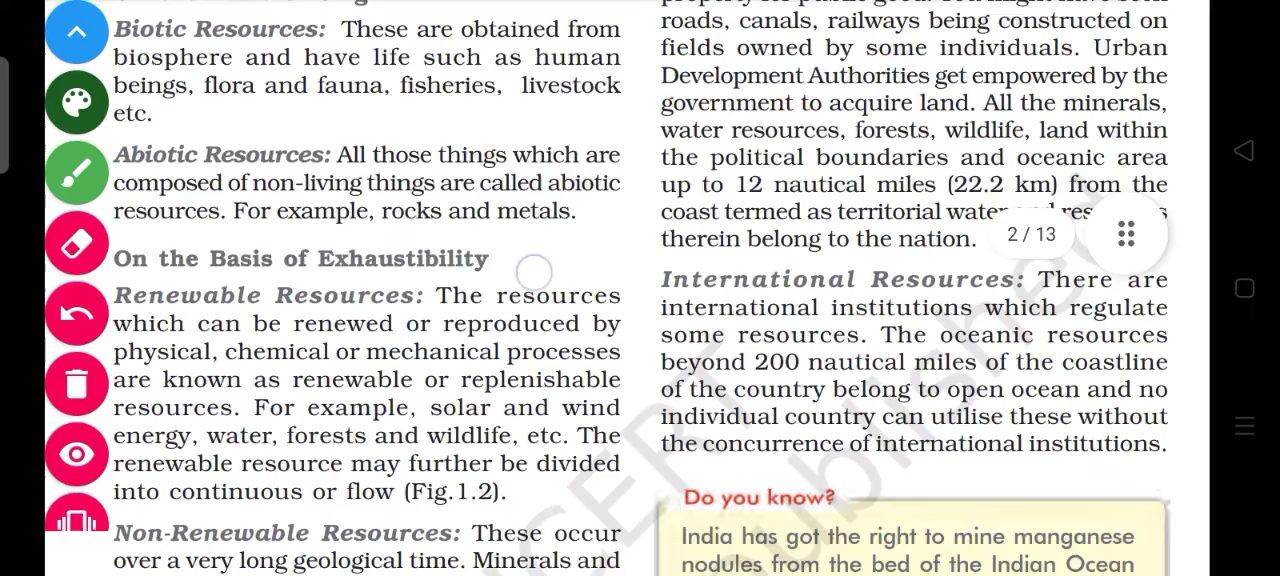 Biotic Resources: These are obtained from
biosphere and have life such as human
beings, flora and fauna, fisheries, livestock
etc.
Abiotic Resources: All those things which are
composed of non-living things are called abiotic
resources. For example, rocks and metals.
On the Basis of Exhaustibility
Renewable Resources: The resources
which can be renewed or reproduced by
physical, chemical or mechanical processes
are known as renewable or replenishable
resources. For example, solar and wind
energy, water, forests and wildlife, etc. The
renewable resource may further be divided
into continuous or flow (Fig.1.2).
Non-Renewable Resources: These occur
over a very long geological time. Minerals and
roads, canals, railways being constructed on
fields owned by some individuals. Urban
Development Authorities get empowered by the
government to acquire land. All the minerals,
water resources, forests, wildlife, land within
the political boundaries and oceanic area
up to 12 nautical miles (22.2 km) from the
coast termed as territorial water
therein belong to the nation.
2 / 13
International Resources: There are
international institutions which regulate
some resources. The oceanic resources
beyond 200 nautical miles of the coastline
of the country belong to open ocean and no
individual country can utilise these without
the concurrence of international institutions.
Do you know?
India has got the right to mine manganese
nodules from the bed of the Indian Ocean